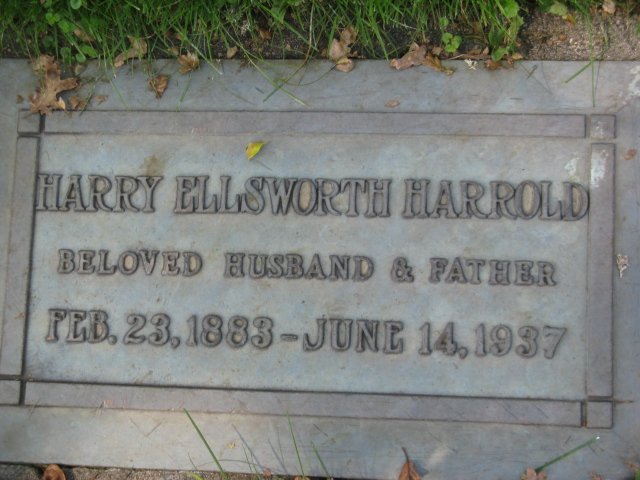 HARRY ELLSWORTH HARROLD
BELOVED HUSBAND & FATHER
FEB. 23, 1883 - JUNE 14, 1937